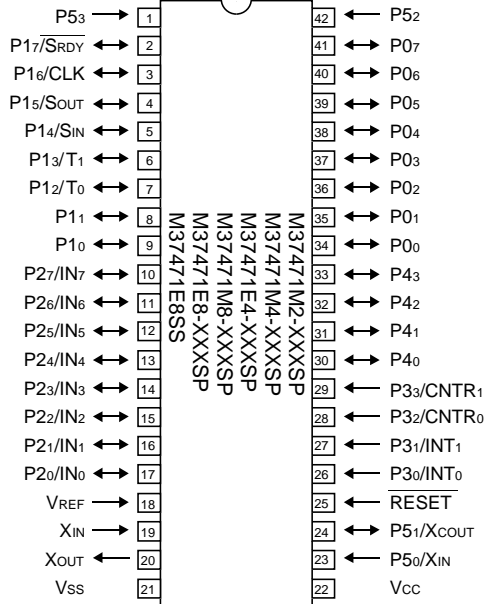 P53 1 42 P52
P17/SRDY 2 41 P07
P16/CLK 3 40 P06
P15/SOUT 4 39 P05
P14/SIN 5 38 P04
P13/T1 6 37 P03
P12/T0 7 36 P02
P11 8 35 P01
P10 9 34 P00
P27/IN7 10 33 P43
P26/IN6 11 32 P42
P25/IN5 12 31 P41
P24/IN4 13 30 P40
P23/IN3 14 29 P33/CNTR1
P22/IN2 15 28 P32/CNTR0
P21/IN1 16 27 P31/INT1
P20/IN0 17 26 P30/INT0
VREF 18 25 RESET
XIN 19 24 P51/XCOUT
XOUT 20 23 P50/XIN
VSS 21 22 VCC
M37471M2-XXXSP
M37471M4-XXXSP
M37471E4-XXXSP
M37471M8-XXXSP
M37471E8-XXXSP
M37471E8SS